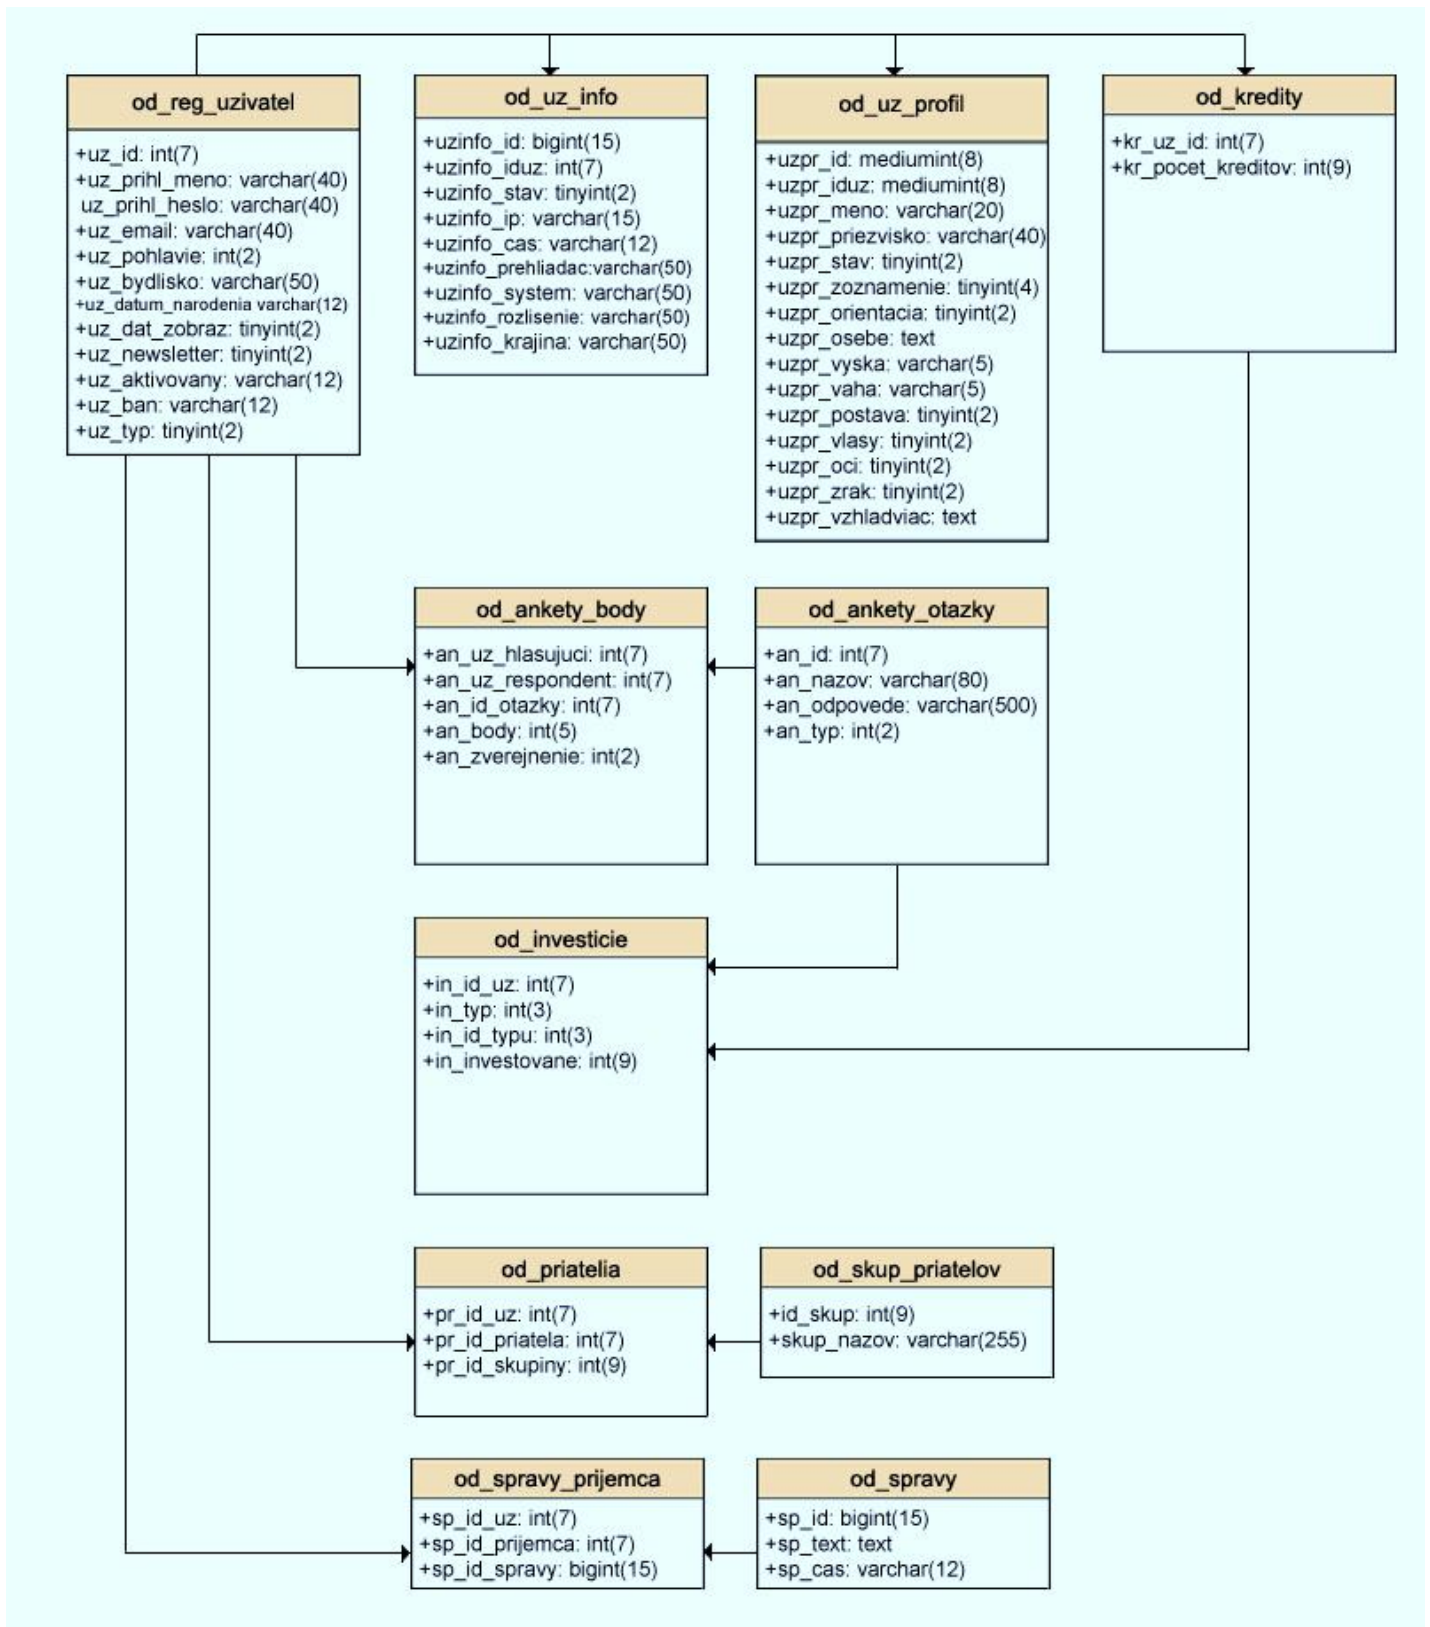 od_reg_uzivatel
+uz_id: int(7)
+uz_prihl_meno: varchar(40)
uz_prihl_heslo: varchar(40)
+uz_email: varchar(40)
+uz_pohlavie: int(2)
+uz_bydlisko: varchar(50)
+uz_datum_narodenia varchar(12)
+uz_dat_zobraz: tinyint(2)
+uz_newsletter: tinyint(2)
+uz_aktivovany: varchar(12)
+uz_ban: varchar(12)
+uz_typ: tinyint(2)
od_uz_info
+uzinfo_id: bigint(15)
+uzinfo_iduz: int(7)
+uzinfo_stav: tinyint(2)
+uzinfo_ip: varchar(15)
+uzinfo_cas: varchar(12)
+uzinfo_prehliadac:varchar(50)
+uzinfo_system: varchar(50)
+uzinfo_rozlisenie: varchar(50)
+uzinfo_krajina: varchar(50)
od_uz_profil
+uzpr_id: mediumint(8)
+uzpr_iduz: mediumint(8)
+uzpr_meno: varchar(20)
+uzpr_priezvisko: varchar(40)
+uzpr_stav: tinyint(2)
+uzpr_zoznamenie: tinyint(4)
+uzpr_orientacia: tinyint(2)
+uzpr_osebe: text
+uzpr_vyska: varchar(5)
+uzpr_vaha: varchar(5)
+uzpr_postava: tinyint(2)
+uzpr_vlasy: tinyint(2)
+uzpr_oci: tinyint(2)
+uzpr_zrak: tinyint(2)
+uzpr_vzhladviac: text
od_kredity
+kr_uz_id: int(7)
+kr_pocet_kreditov: int(9)
od_ankety_body
+an_uz_hlasujuci: int(7)
+an_uz_respondent: int(7)
+an_id_otazky: int(7)
+an_body: int(5)
+an_zverejnenie: int(2)
od_ankety_otazky
+an_id: int(7)
+an_nazov: varchar(80)
+an_odpovede: varchar(500)
+an_typ: int(2)
od_investicie
+in_id_uz: int(7)
+in_typ: int(3)
+in_id_typu: int(3)
+in_investovane: int(9)
od_priatelia
+pr_id_uz: int(7)
+pr_id_priatela: int(7)
+pr_id_skupiny: int(9)
od_skup_priatelov
+id_skup: int(9)
+skup_nazov: varchar(255)
od_spravy_prijemca
+sp_id_uz: int(7)
+sp_id_prijemca: int(7)
+sp_id_spravy: bigint(15)
od_spravy
+sp_id: bigint(15)
+sp_text: text
+sp_cas: varchar(12)